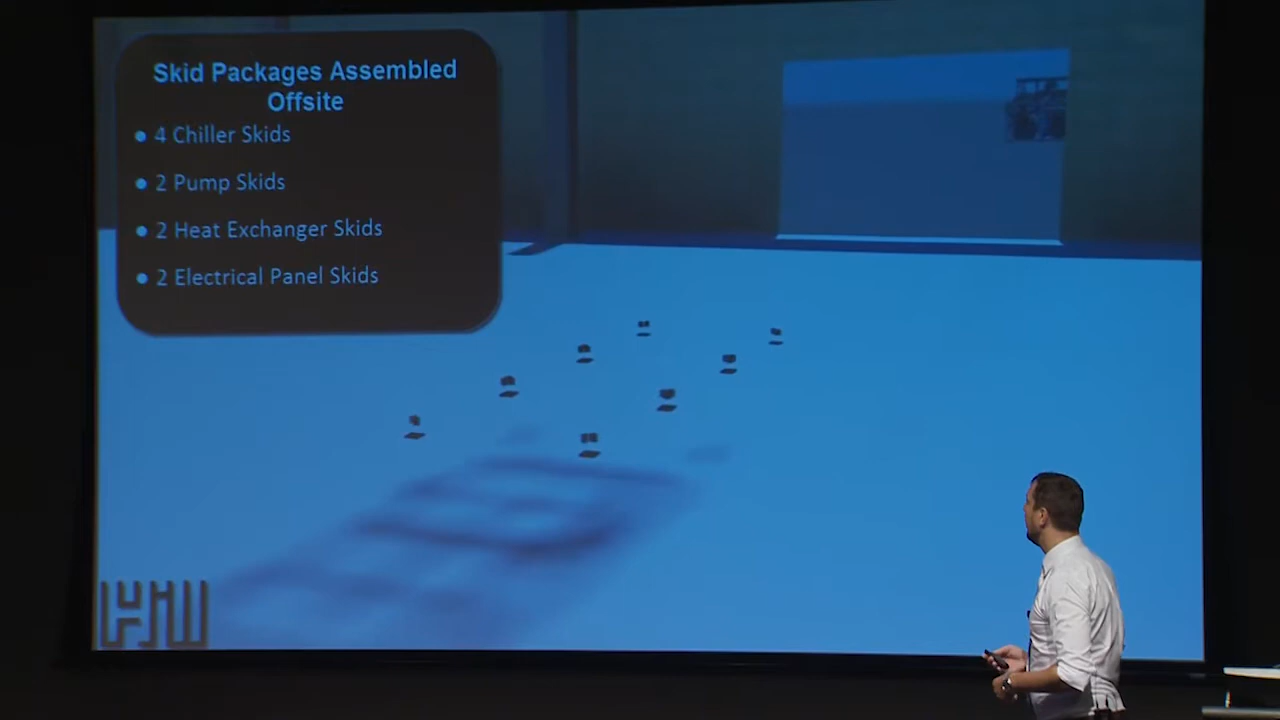 Skid Packages Assembled
Offsite
● 4 Chiller Skids
● 2 Pump Skids
● 2 Heat Exchanger Skids
● 2 Electrical Panel Skids